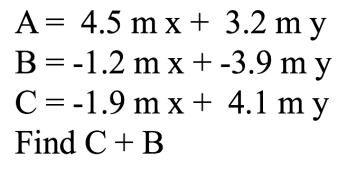 A = 4.5 m x + 3.2 m y
B = -1.2 m x + -3.9 m y
C = -1.9 m x + 4.1 m y
Find C + B